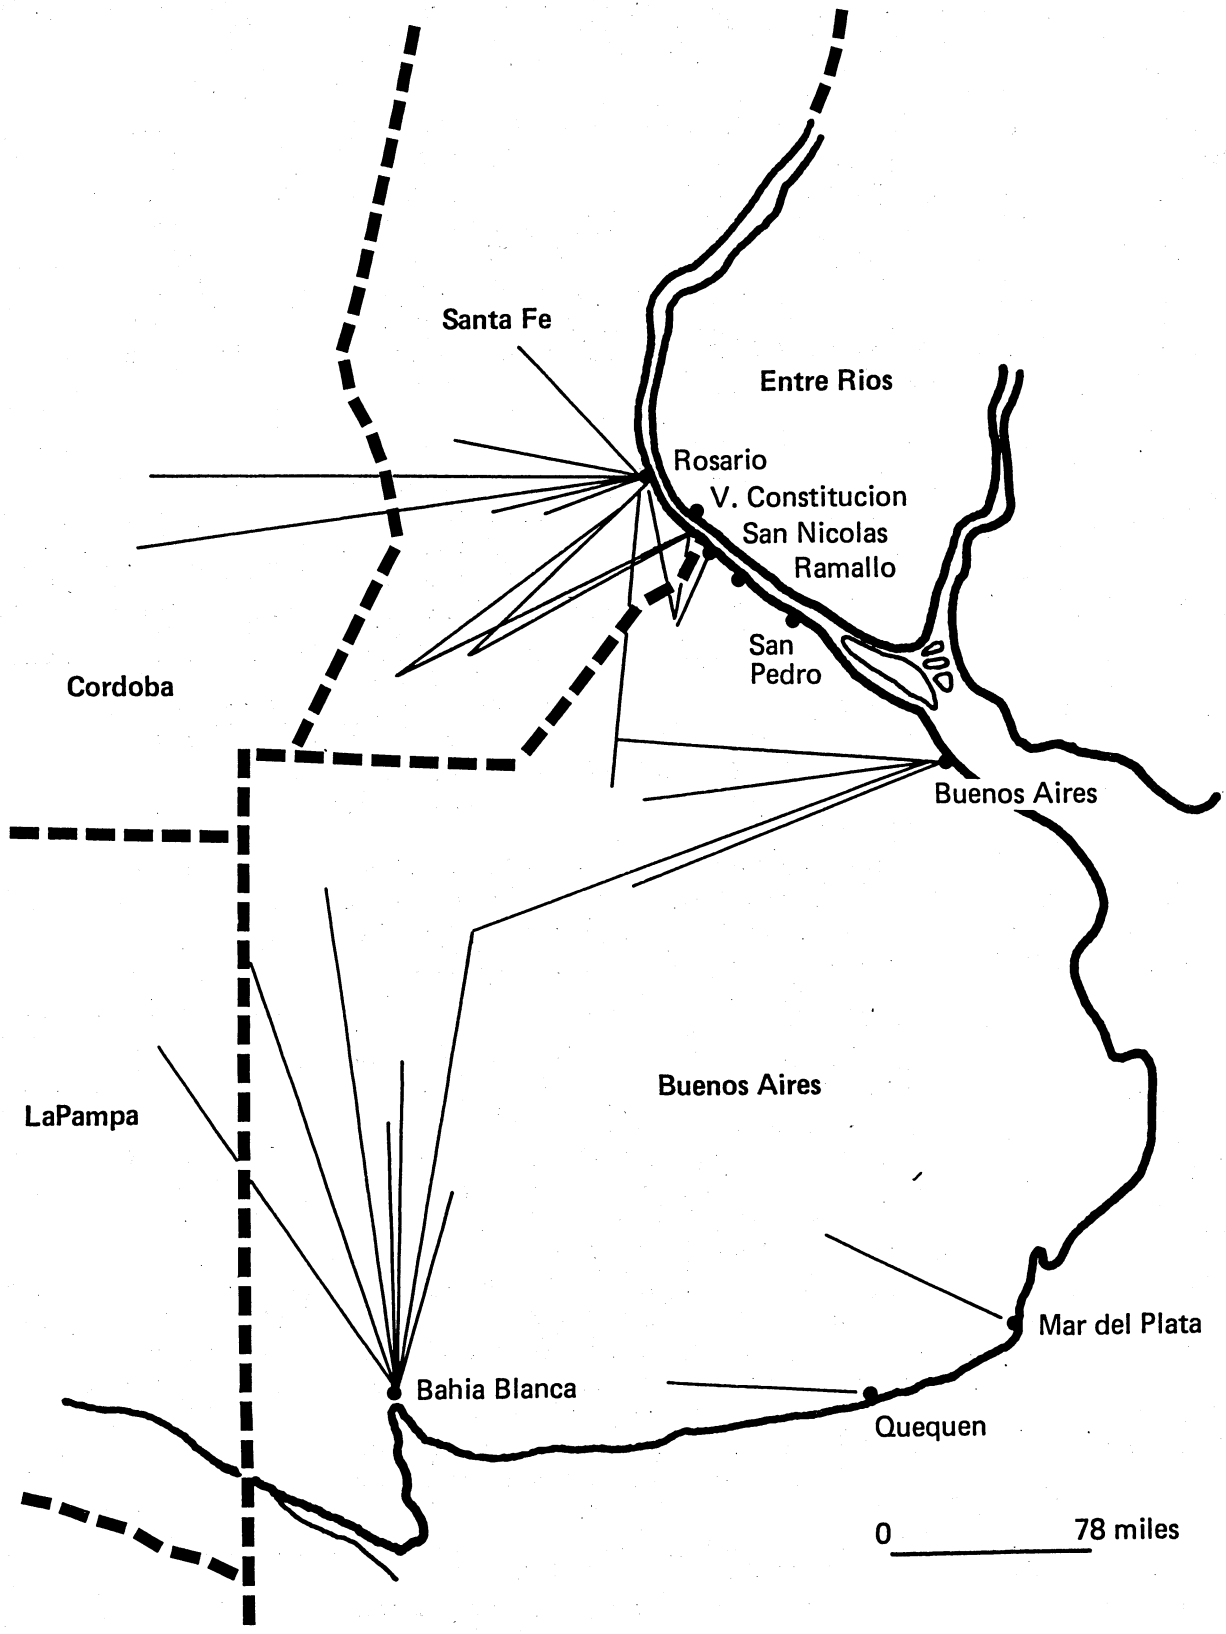 Santa Fe
Entre Rios
Rosario
V. Constitucion
San Nicolas
Ramallo
San
Pedro
Cordoba
Buenos Aires
Buenos Aires
LaPampa
Mar del Plata
Bahia Blanca
Quequen
0 78 miles